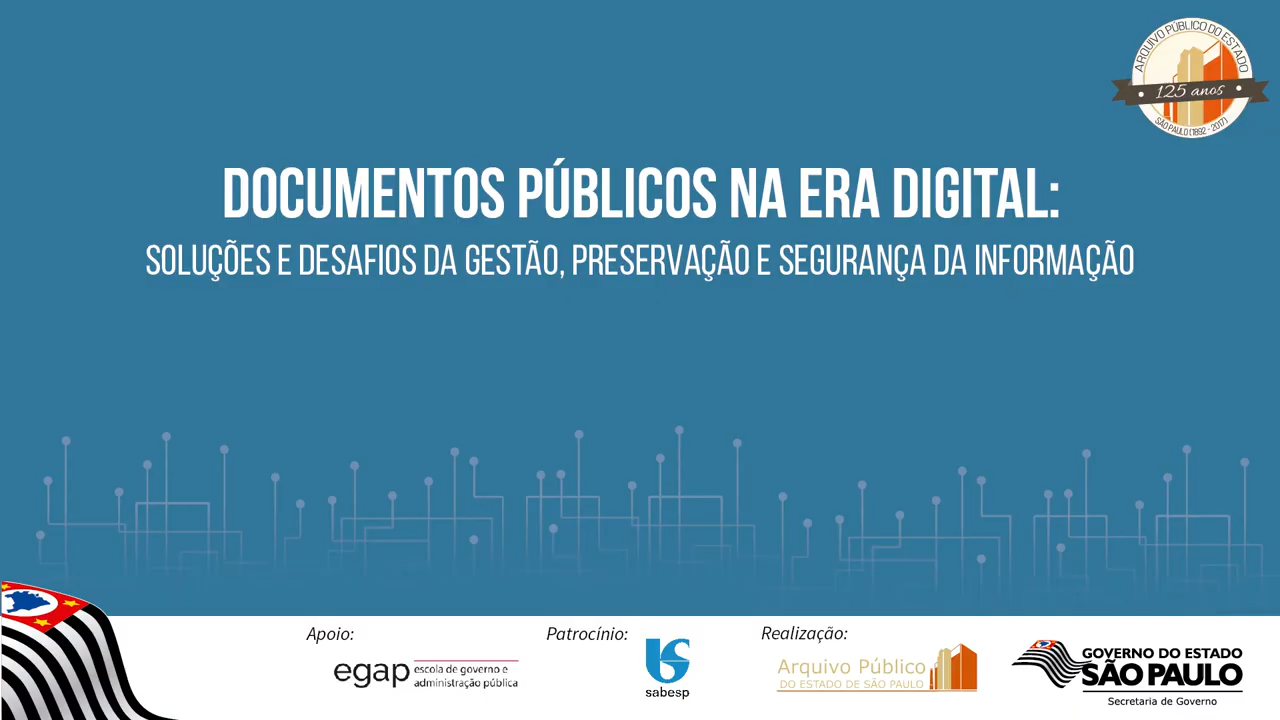 ARQUIVO PÚBLICO DO ESTADO
125 anos
SÃO PAULO (1892 - 2017)
DOCUMENTOS PÚBLICOS NA ERA DIGITAL:
SOLUÇÕES E DESAFIOS DA GESTÃO, PRESERVAÇÃO E SEGURANÇA DA INFORMAÇÃO
Apoio:
egap
escola de governo e
administração pública
Patrocínio:
sabesp
Realização:
Arquivo Público
DO ESTADO DE SÃO PAULO
GOVERNO DO ESTADO
SÃO PAULO
Secretaria de Governo